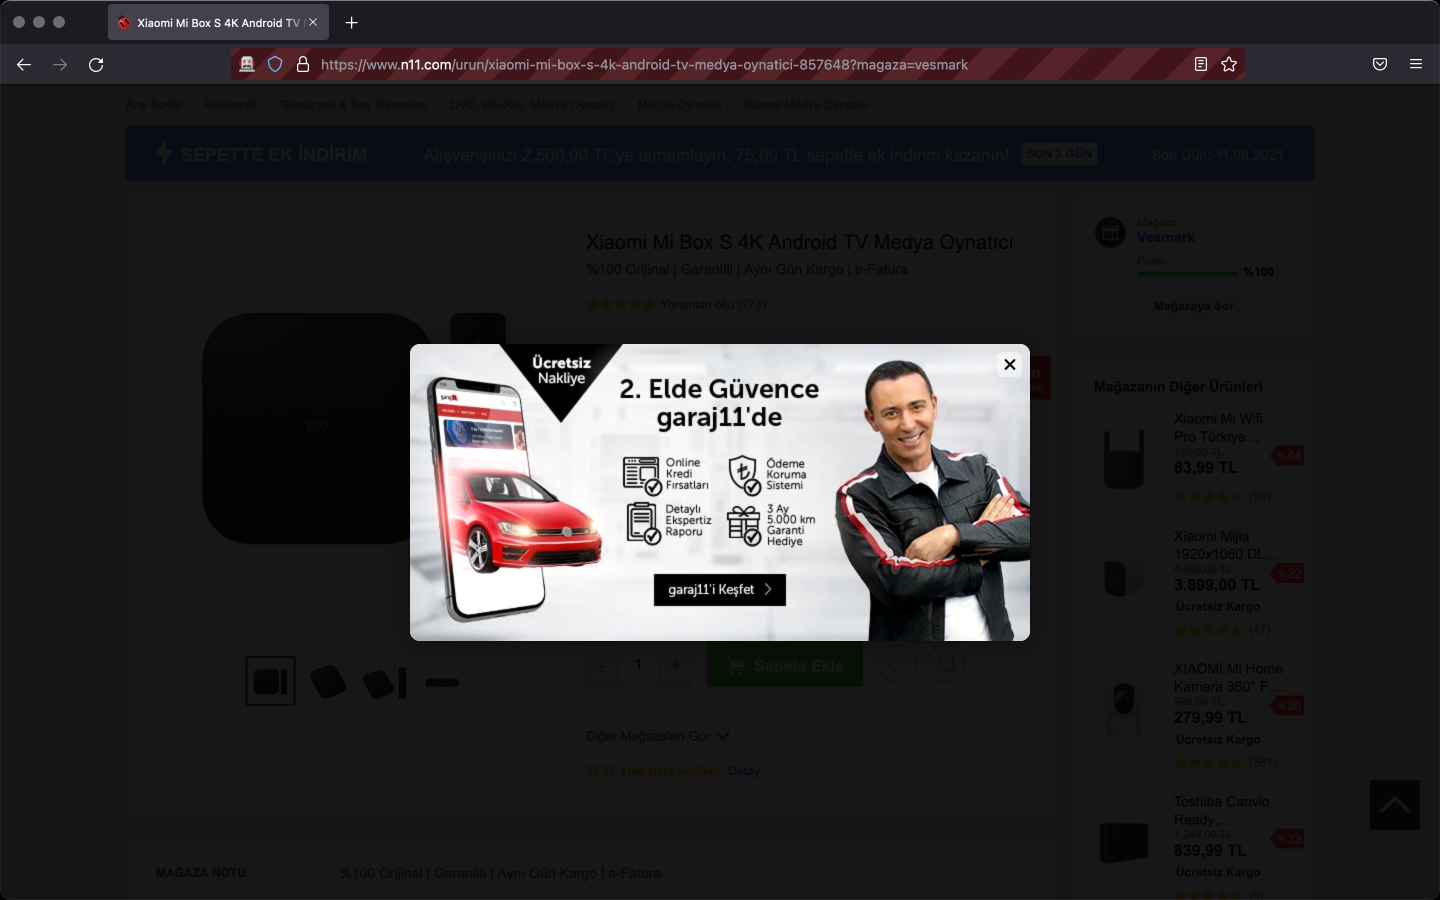 Xiaomi Mi Box S 4K Android TV
https://www.n11.com/urun/xiaomi-mi-box-s-4k-android-tv-medya-oynatici-857648?magaza=vesmark
Ana Sayfa > Elektronik > Televizyon & Ses Sistemleri > DVD, Blu-Ray, Medya Oynatıcı > Medya Oynatıcı > Xiaomi Medya Oynatıcı
SEPETTE EK İNDİRİM
Alışverişinizi 2.500,00 TL'ye tamamlayın, 75,00 TL sepette ek indirim kazanın!
SON 3 GÜN
Son Gün: 11.08.2021
Xiaomi Mi Box S 4K Android TV Medya Oynatıcı
%100 Orijinal | Garantili | Aynı Gün Kargo | e-Fatura
Yorumları oku (273)
Ücretsiz
Nakliye
2. Elde Güvence
garaj11'de
Online
Kredi
Fırsatları
Ödeme
Koruma
Sistemi
Detaylı
Ekspertiz
Raporu
3 Ay
5.000 km
Garanti
Hediye
garaj11'i Keşfet
- 1 +
Sepete Ekle
Diğer Mağazaları Gör
25 TL chip-para hediye! Detay
MAĞAZA NOTU
%100 Orijinal | Garantili | Aynı Gün Kargo | e-Fatura
Mağaza
Vesmark
Puanı
%100
Mağazaya Sor
Mağazanın Diğer Ürünleri
Xiaomi Mi Wifi
Pro Türkiye...
149,00 TL
83,99 TL
%44
(59)
Xiaomi Mijia
1920x1080 DL...
4.999,00 TL
3.899,00 TL
%22
Ücretsiz Kargo
(47)
XIAOMI Mi Home
Kamera 360° F...
399,00 TL
279,99 TL
%30
Ücretsiz Kargo
(581)
Toshiba Canvio
Ready...
1.249,00 TL
839,99 TL
%33
Ücretsiz Kargo
(6)